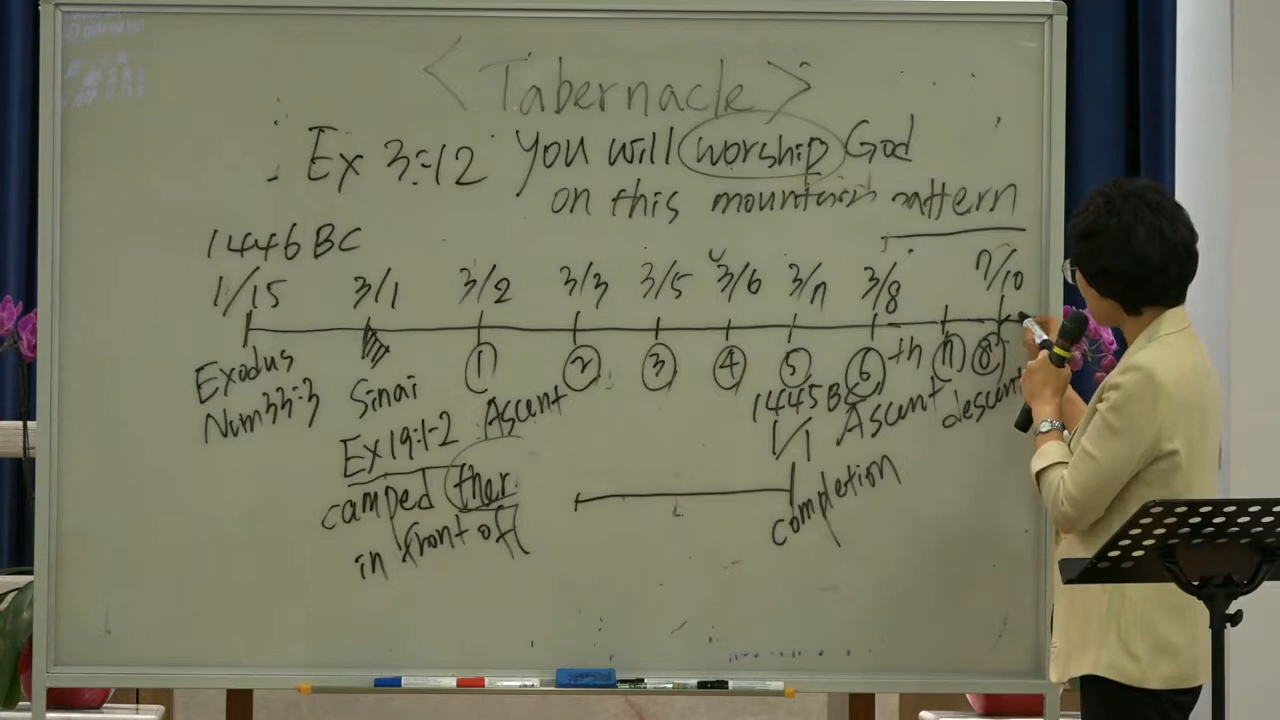 < Tabernacle >
Ex 3:12 You will worship God
on this mountain pattern
1446 BC
1/15 3/1 3/2 3/3 3/5 3/6 3/7 3/8 7/10
① ② ③ ④ ⑤ ⑥ th ⑦ ⑧
Exodus
Num 33:3
Sinai
Ascent
1445 BC
Ascent
descent
Ex 19:1-2
1/1
camped ther
completion
in front of